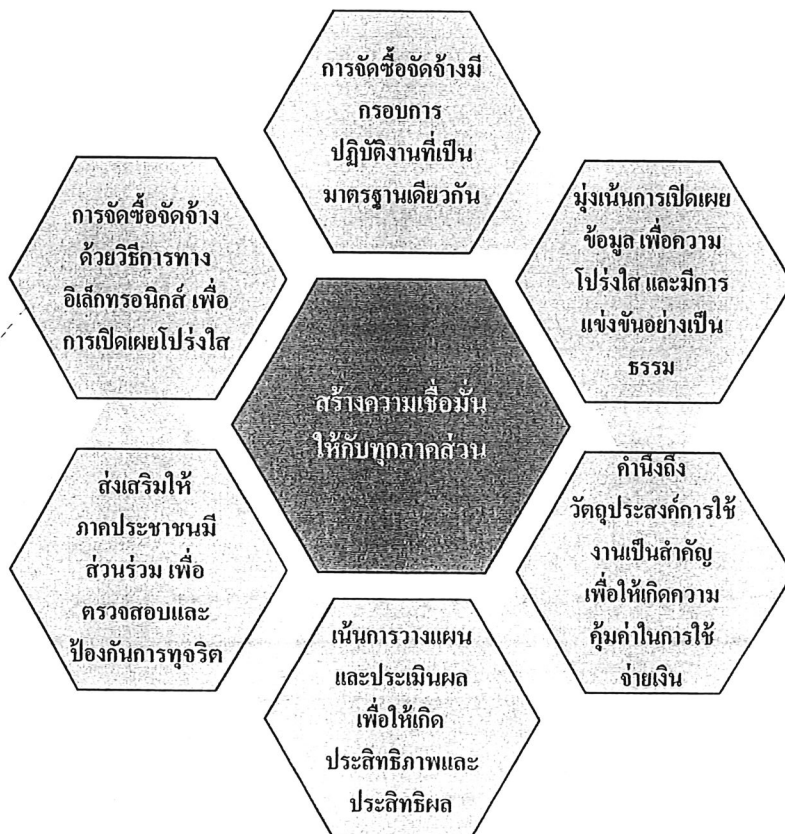 การจัดซื้อจัดจ้างมี
กรอบการ
ปฏิบัติงานที่เป็น
มาตรฐานเดียวกัน
มุ่งเน้นการเปิดเผย
ข้อมูล เพื่อความ
โปร่งใส และมีการ
แข่งขันอย่างเป็น
ธรรม
คำนึงถึง
วัตถุประสงค์การใช้
งานเป็นสำคัญ
เพื่อให้เกิดความ
คุ้มค่าในการใช้
จ่ายเงิน
เน้นการวางแผน
และประเมินผล
เพื่อให้เกิด
ประสิทธิภาพและ
ประสิทธิผล
ส่งเสริมให้
ภาคประชาชนมี
ส่วนร่วม เพื่อ
ตรวจสอบและ
ป้องกันการทุจริต
การจัดซื้อจัดจ้าง
ด้วยวิธีการทาง
อิเล็กทรอนิกส์ เพื่อ
การเปิดเผยโปร่งใส
สร้างความเชื่อมั่น
ให้กับทุกภาคส่วน